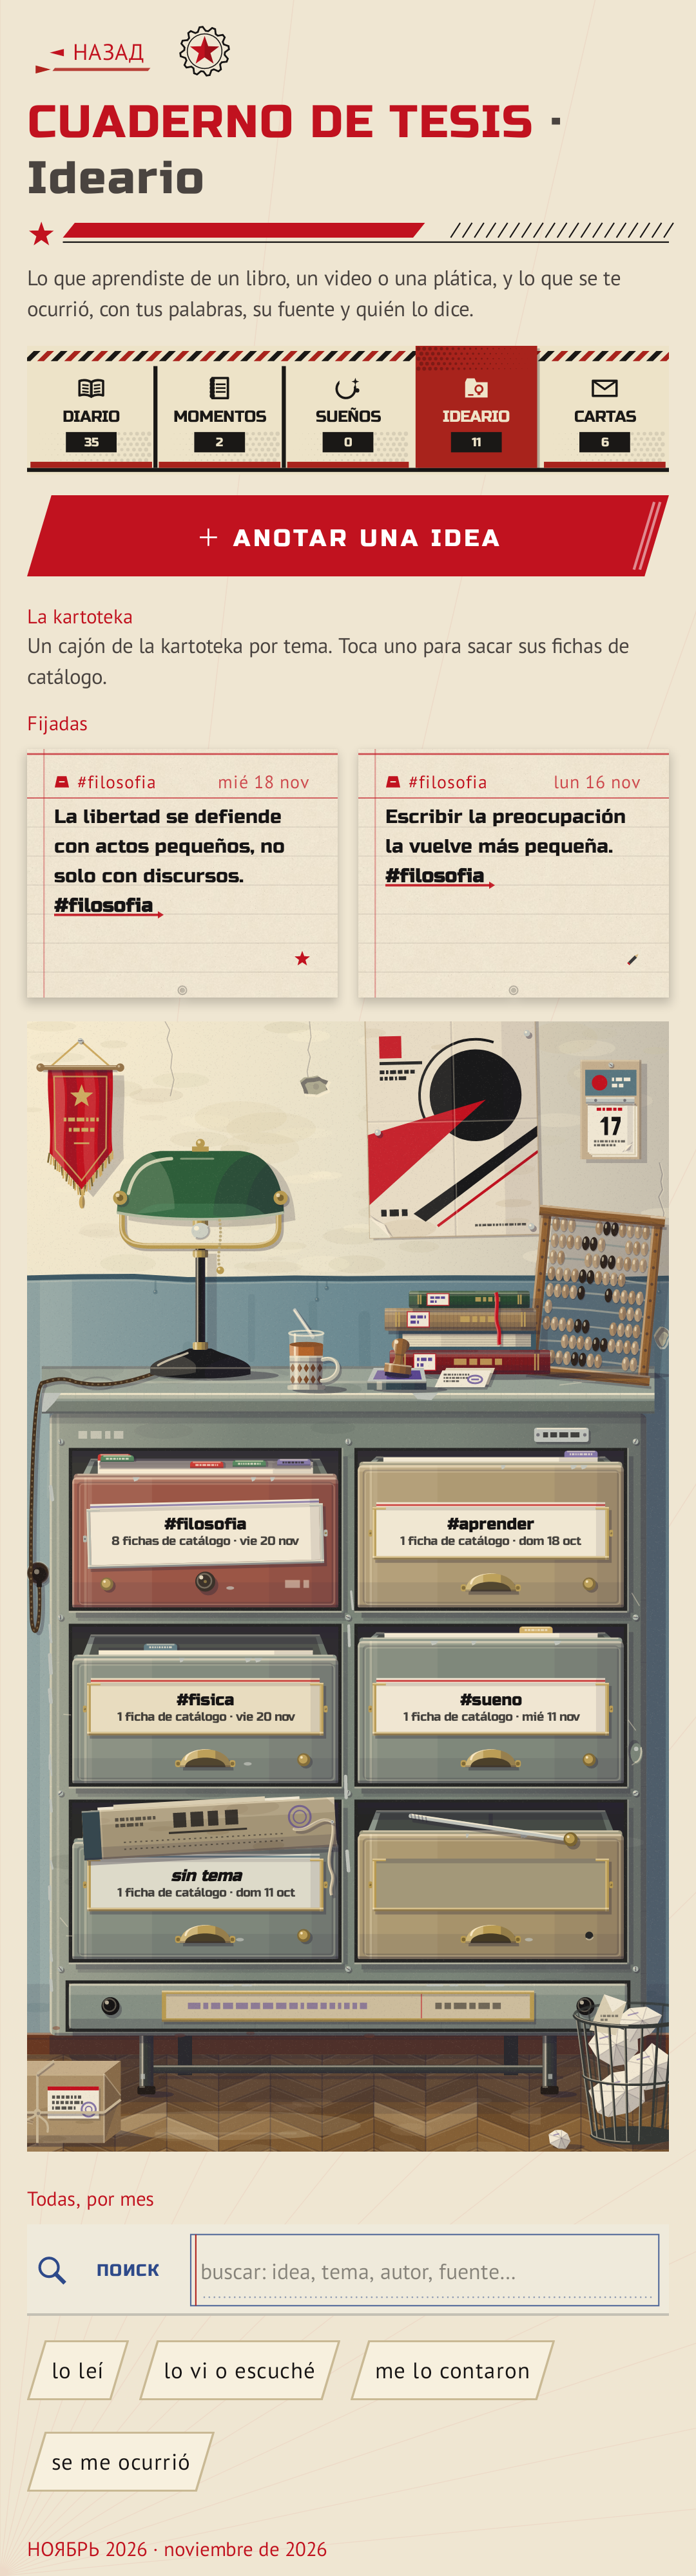 НАЗАД
CUADERNO DE TESIS ·
Ideario
Lo que aprendiste de un libro, un video o una plática, y lo que se te
ocurrió, con tus palabras, su fuente y quién lo dice.
DIARIO
35
MOMENTOS
2
SUEÑOS
0
IDEARIO
11
CARTAS
6
+ ANOTAR UNA IDEA
La kartoteka
Un cajón de la kartoteka por tema. Toca uno para sacar sus fichas de
catálogo.
Fijadas
#filosofia mié 18 nov
La libertad se defiende
con actos pequeños, no
solo con discursos.
#filosofia
#filosofia lun 16 nov
Escribir la preocupación
la vuelve más pequeña.
#filosofia
17
#filosofia
8 fichas de catálogo · vie 20 nov
#aprender
1 ficha de catálogo · dom 18 oct
#fisica
1 ficha de catálogo · vie 20 nov
#sueno
1 ficha de catálogo · mié 11 nov
sin tema
1 ficha de catálogo · dom 11 oct
Todas, por mes
ПОИСК
buscar: idea, tema, autor, fuente...
lo leí
lo vi o escuché
me lo contaron
se me ocurrió
НОЯБРЬ 2026 · noviembre de 2026